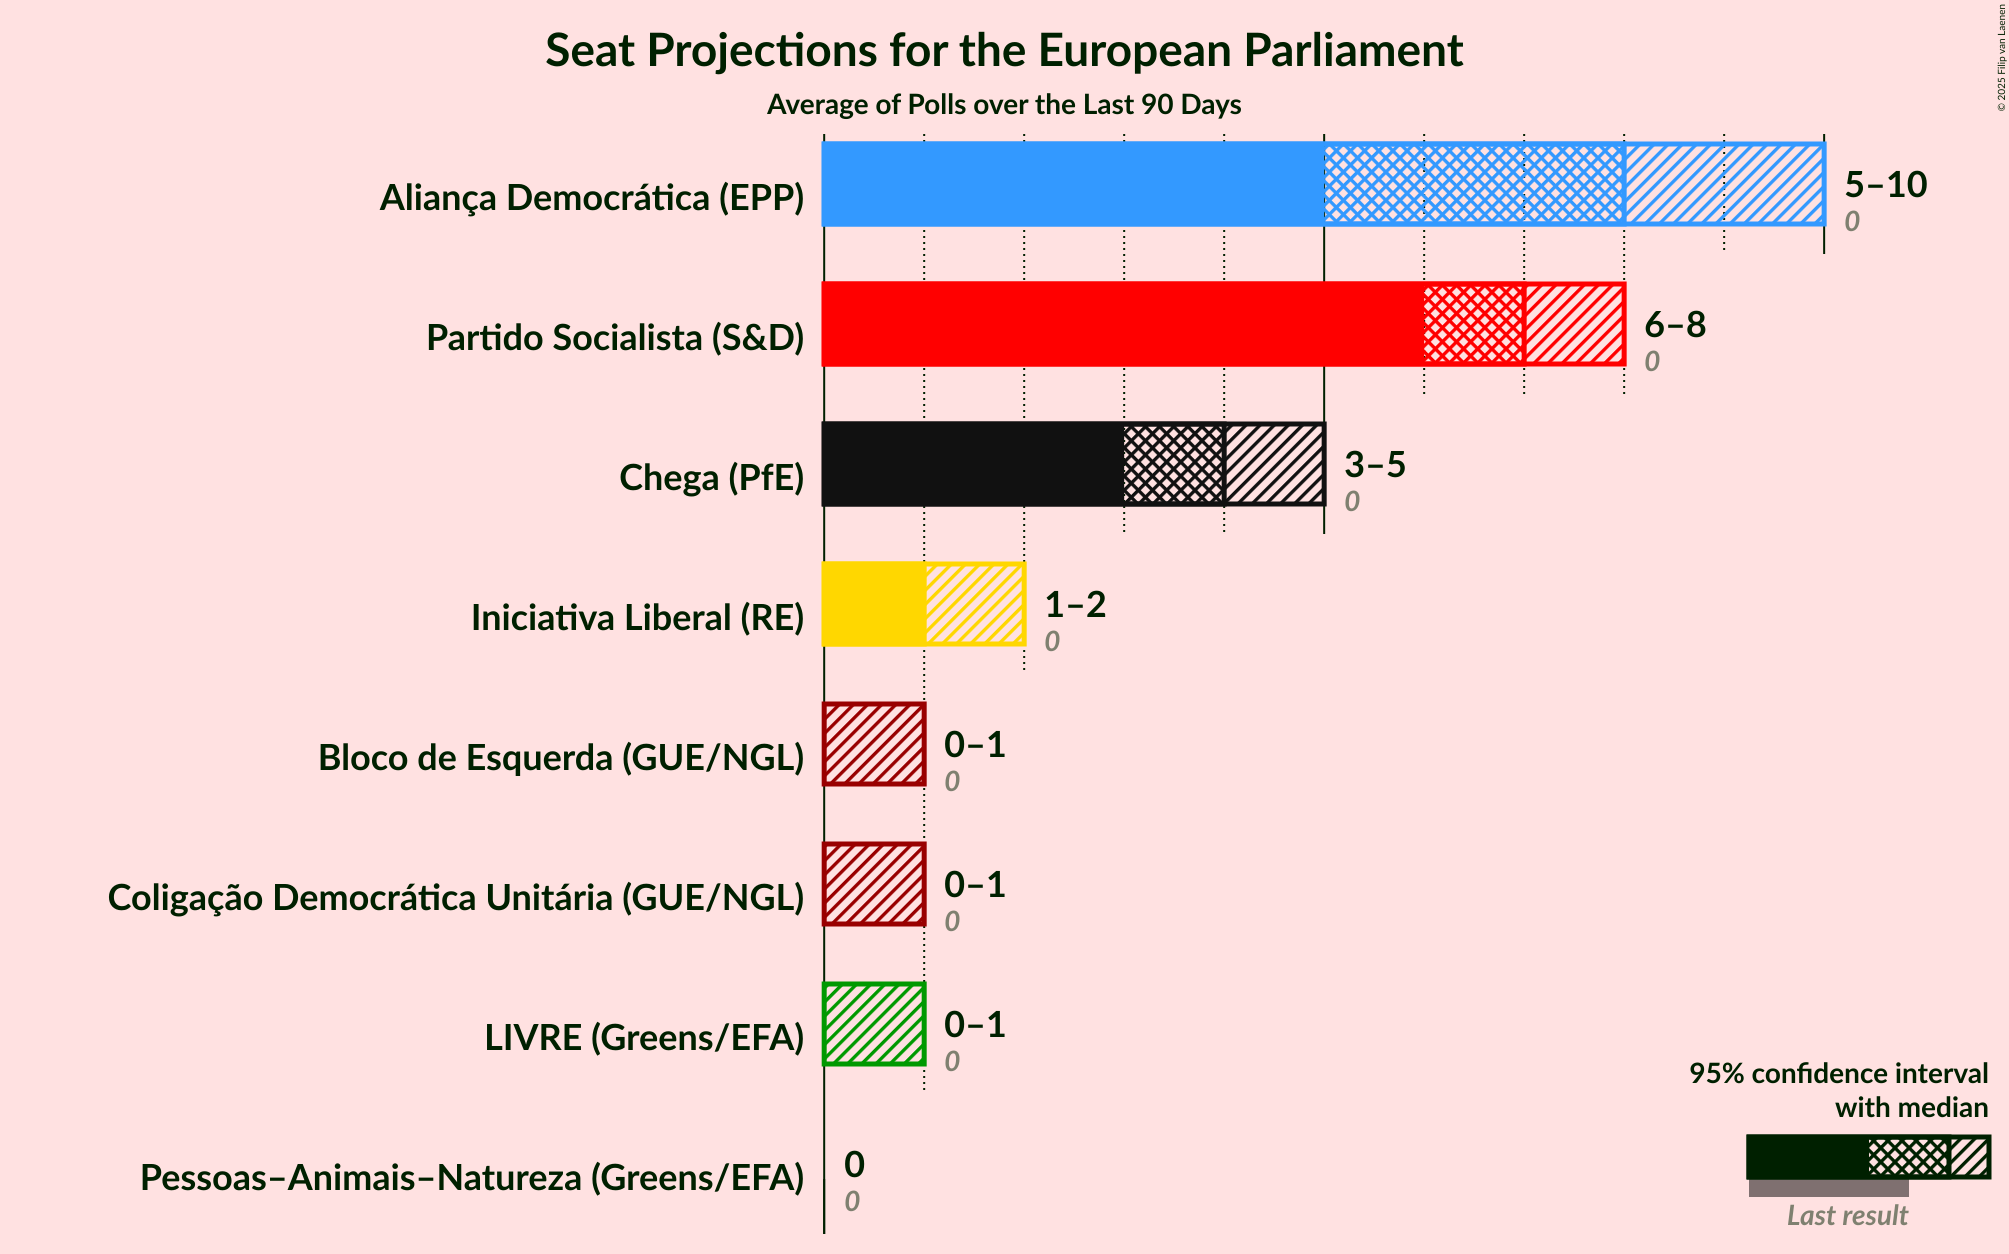 Seat Projections for the European Parliament
Average of Polls over the Last 90 Days
© 2025 Filip van Laenen
Aliança Democrática (EPP)
5–10
0
Partido Socialista (S&D)
6–8
0
Chega (PfE)
3–5
0
Iniciativa Liberal (RE)
1–2
0
Bloco de Esquerda (GUE/NGL)
0–1
0
Coligação Democrática Unitária (GUE/NGL)
0–1
0
LIVRE (Greens/EFA)
0–1
0
Pessoas–Animais–Natureza (Greens/EFA)
0
0
95% confidence interval
with median
Last result